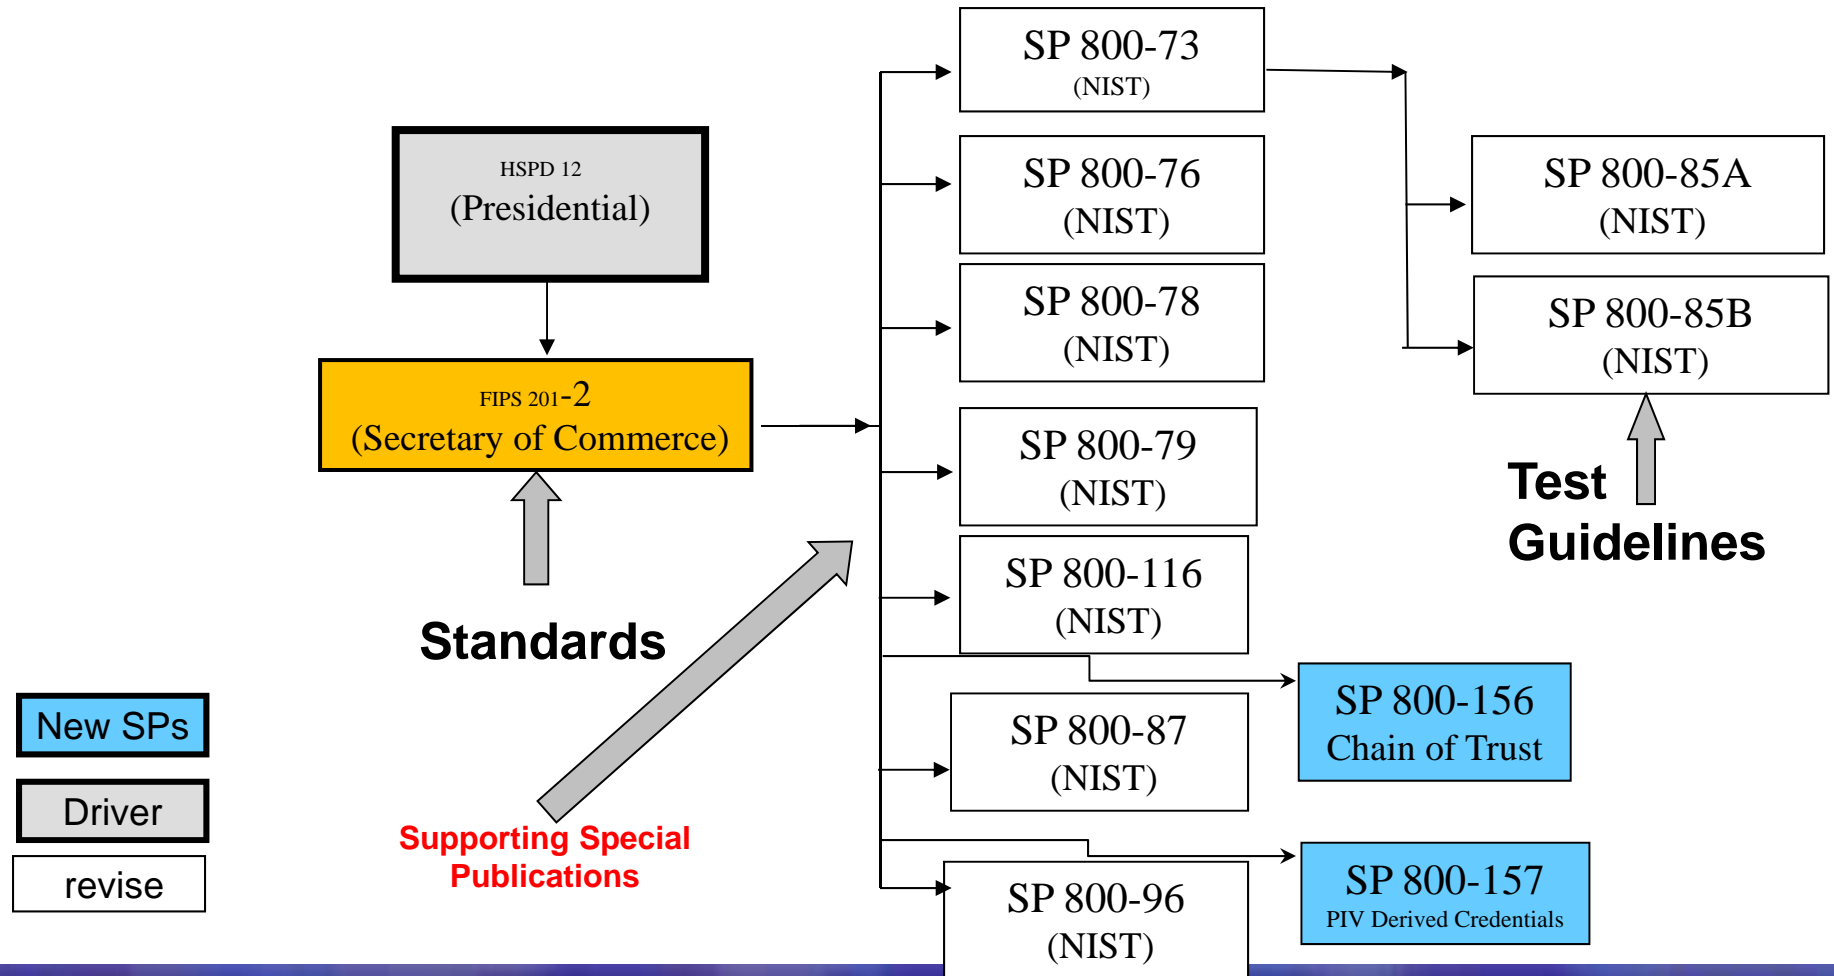 HSPD 12
(Presidential)
FIPS 201-2
(Secretary of Commerce)
Standards
Supporting Special
Publications
New SPs
Driver
revise
SP 800-73
(NIST)
SP 800-76
(NIST)
SP 800-78
(NIST)
SP 800-79
(NIST)
SP 800-116
(NIST)
SP 800-87
(NIST)
SP 800-96
(NIST)
SP 800-156
Chain of Trust
SP 800-157
PIV Derived Credentials
SP 800-85A
(NIST)
SP 800-85B
(NIST)
Test
Guidelines